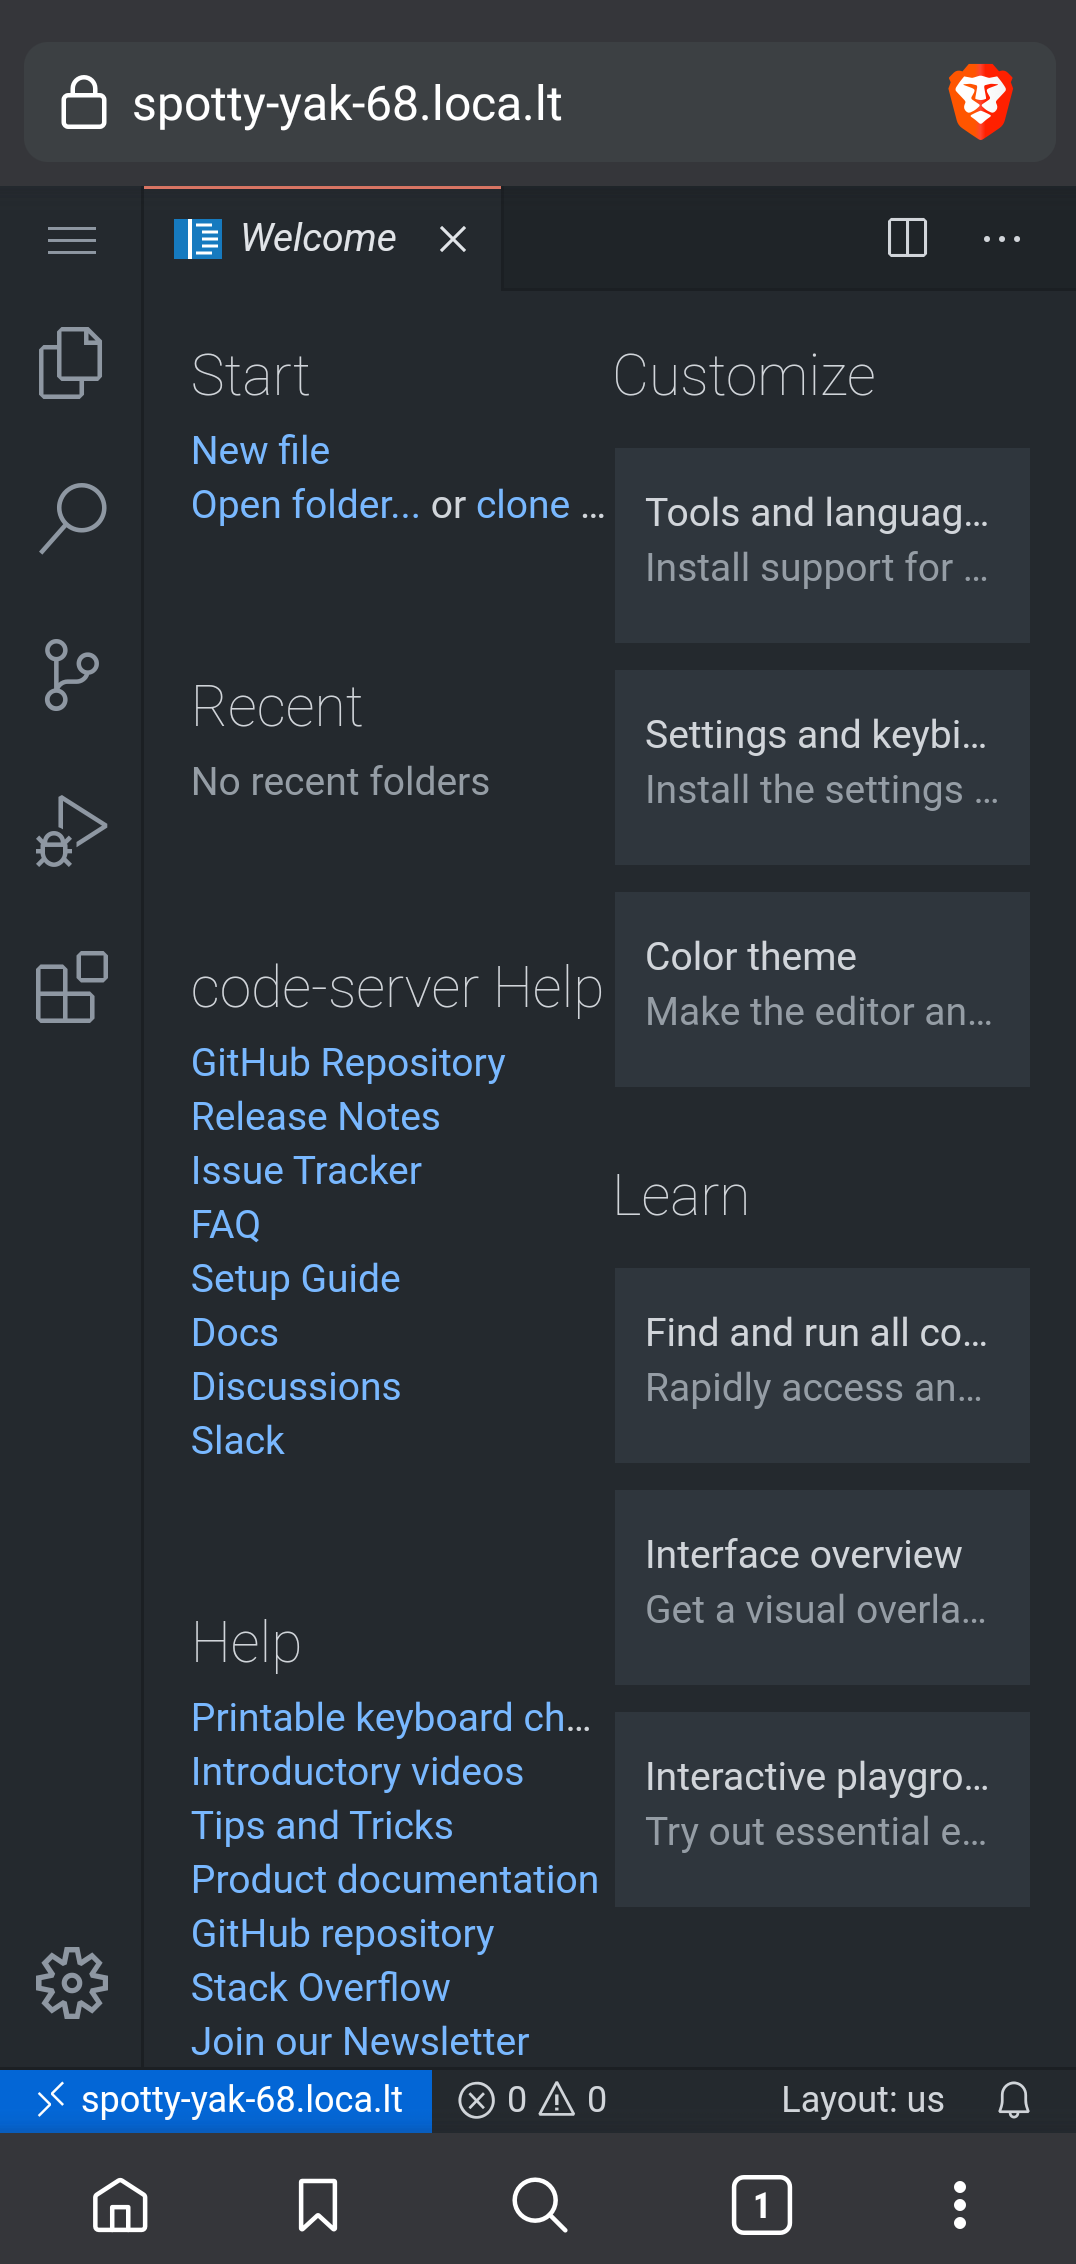 spotty-yak-68.loca.lt
Welcome
Start
New file
Open folder... or clone ...
Recent
No recent folders
code-server Help
GitHub Repository
Release Notes
Issue Tracker
FAQ
Setup Guide
Docs
Discussions
Slack
Help
Printable keyboard ch...
Introductory videos
Tips and Tricks
Product documentation
GitHub repository
Stack Overflow
Join our Newsletter
Customize
Tools and languag...
Install support for ...
Settings and keybi...
Install the settings ...
Color theme
Make the editor an...
Learn
Find and run all co...
Rapidly access an...
Interface overview
Get a visual overla...
Interactive playgro...
Try out essential e...
spotty-yak-68.loca.lt 0 0 Layout: us
1